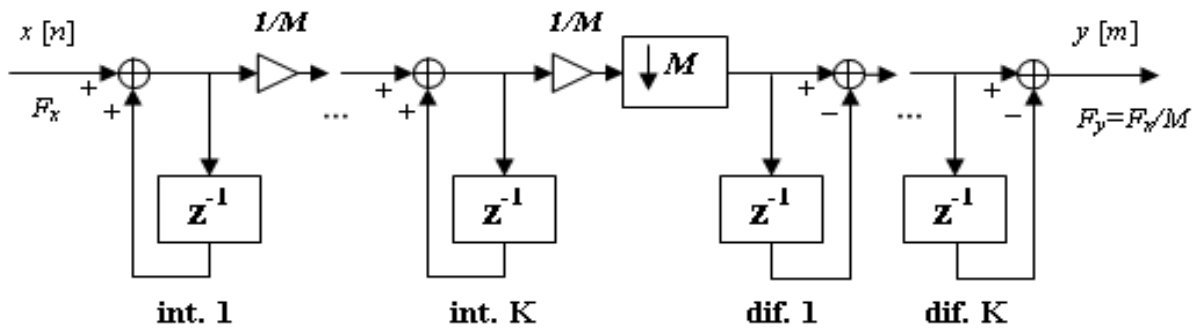 1/M
1/M
x [n]
y [m]
M
+
+
+
+
+
−
+
−
F_x
...
...
F_y=F_x/M
z⁻¹
z⁻¹
z⁻¹
z⁻¹
int. 1
int. K
dif. 1
dif. K